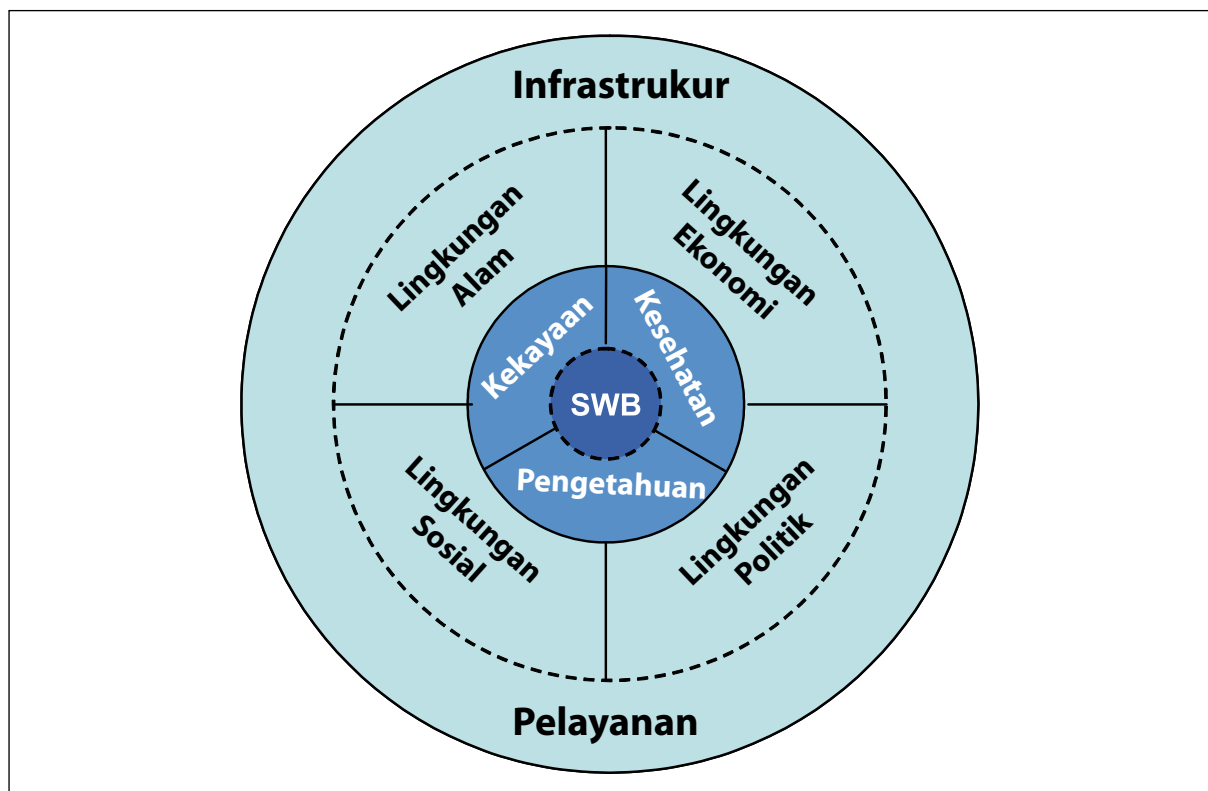 Infrastrukur
Lingkungan
Alam
Lingkungan
Ekonomi
Kekayaan
Kesehatan
SWB
Pengetahuan
Lingkungan
Sosial
Lingkungan
Politik
Pelayanan